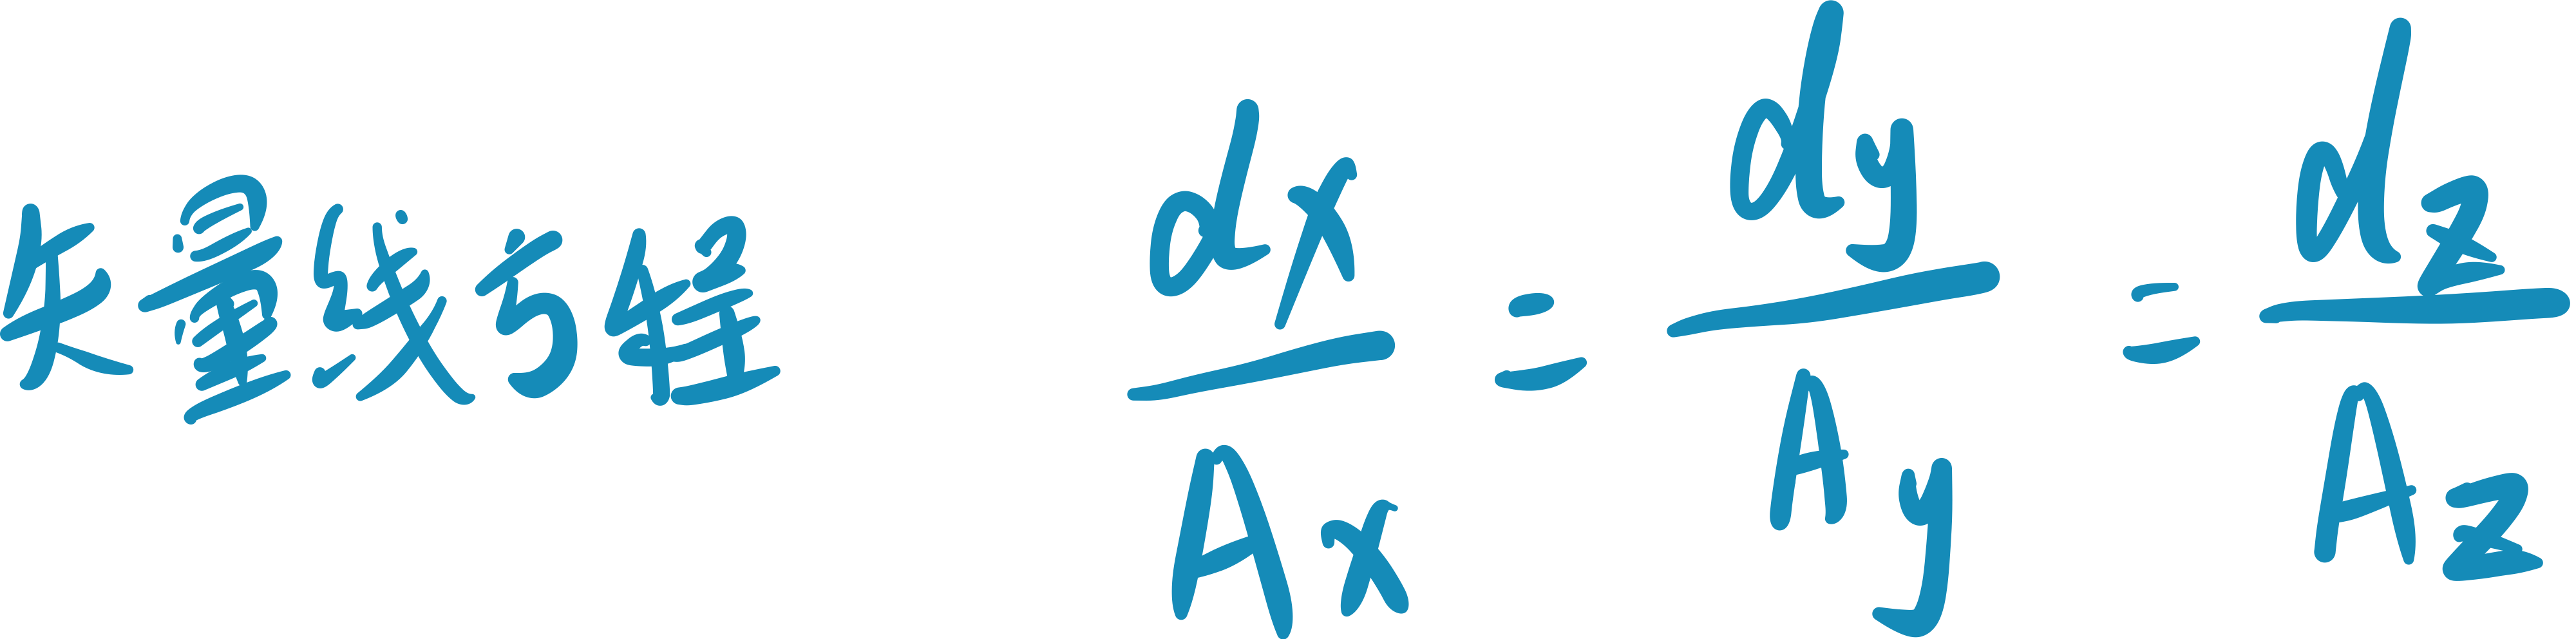 矢量线方程 dx/Ax = dy/Ay = dz/Az